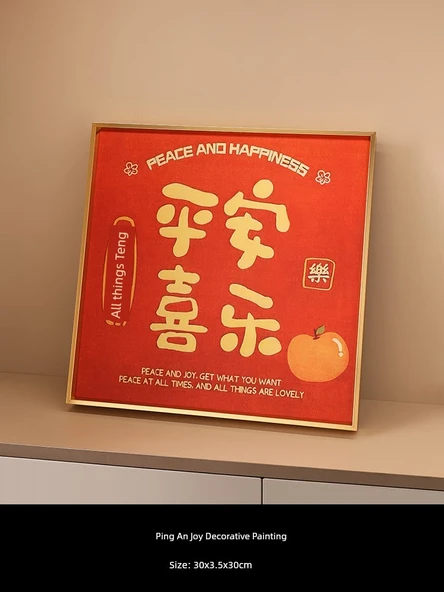 PEACE AND HAPPINESS
平安
喜乐
All things Teng
樂
PEACE AND JOY, GET WHAT YOU WANT
PEACE AT ALL TIMES, AND ALL THINGS ARE LOVELY
Ping An Joy Decorative Painting
Size: 30x3.5x30cm